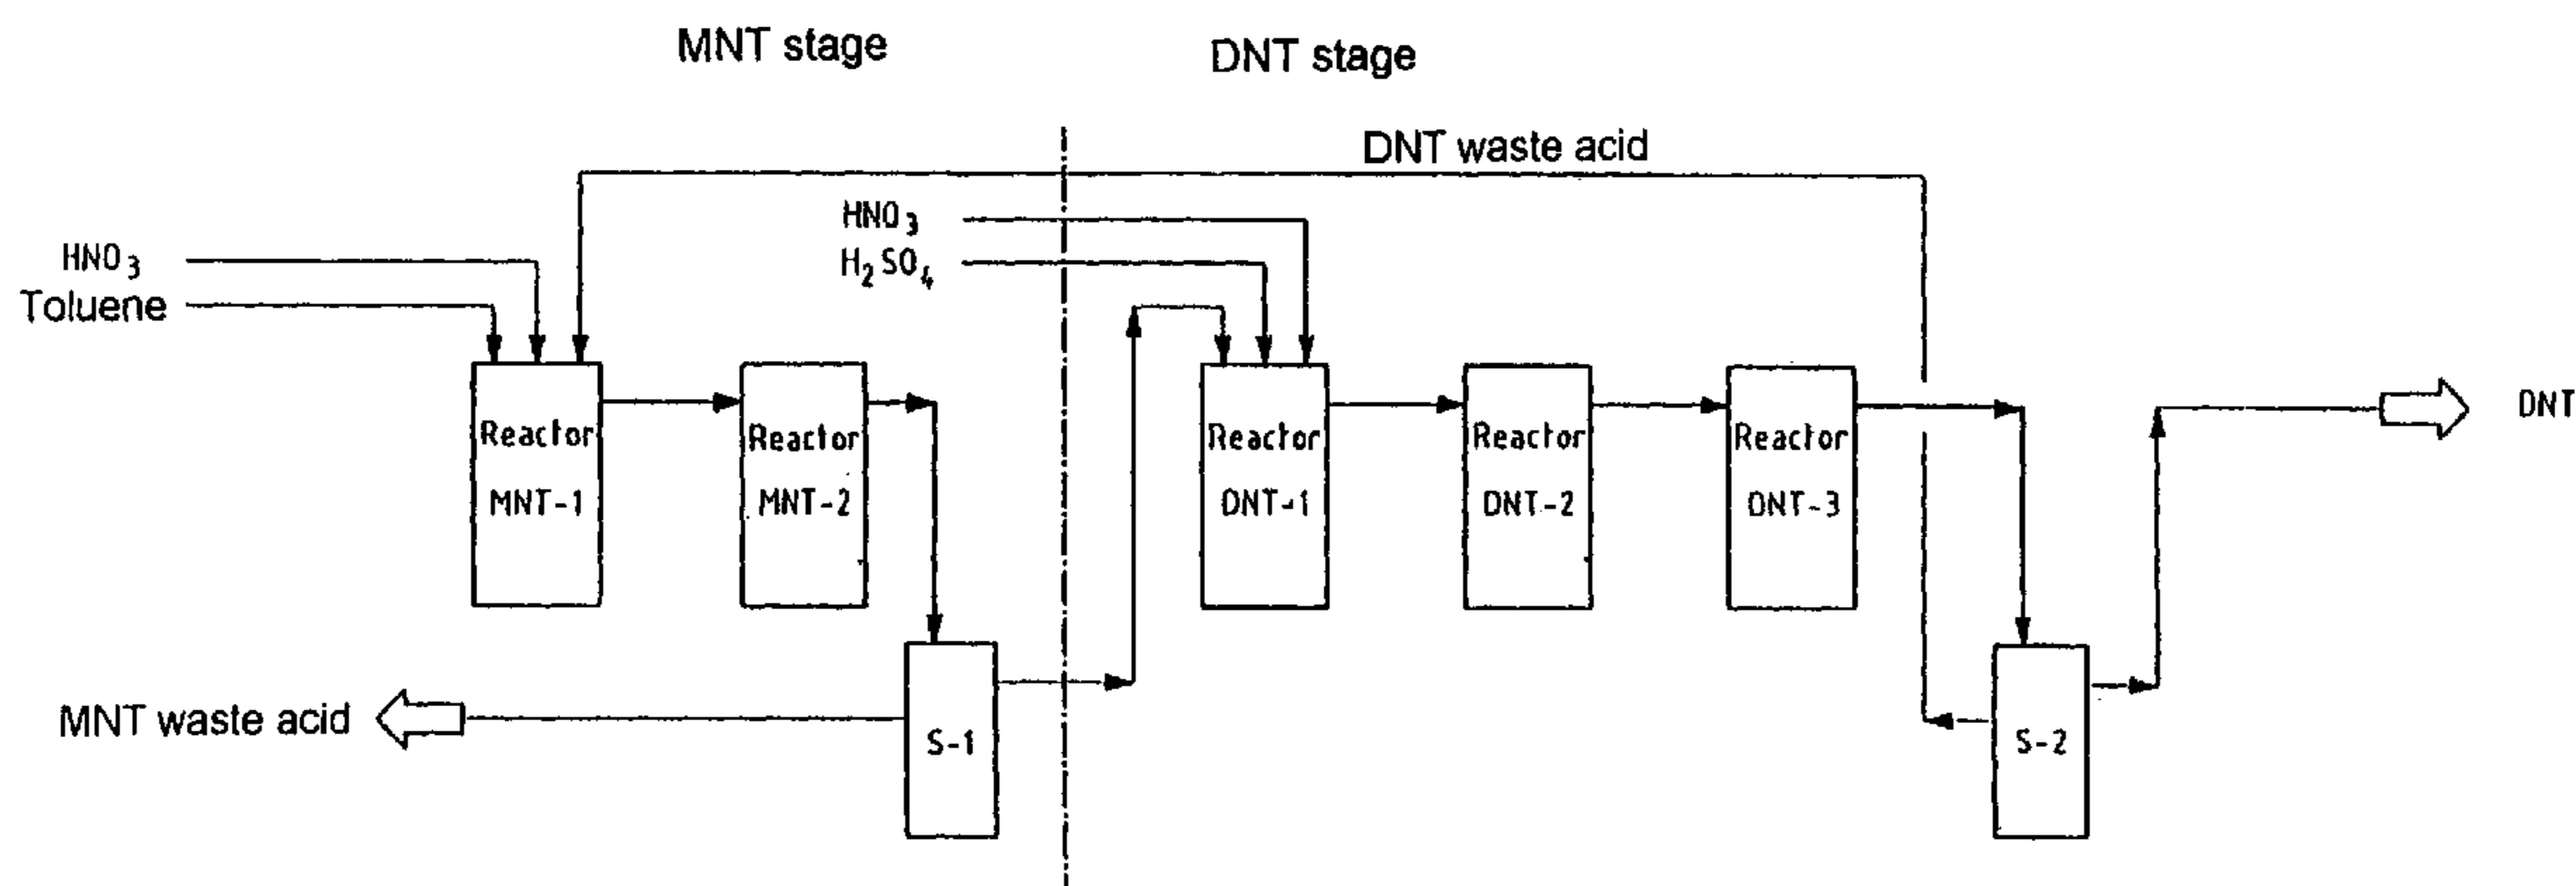 MNT stage
DNT stage
DNT waste acid
HNO₃
H₂SO₄
HNO₃
Toluene
Reactor
MNT-1
Reactor
MNT-2
Reactor
DNT-1
Reactor
DNT-2
Reactor
DNT-3
DNT
MNT waste acid
S-1
S-2